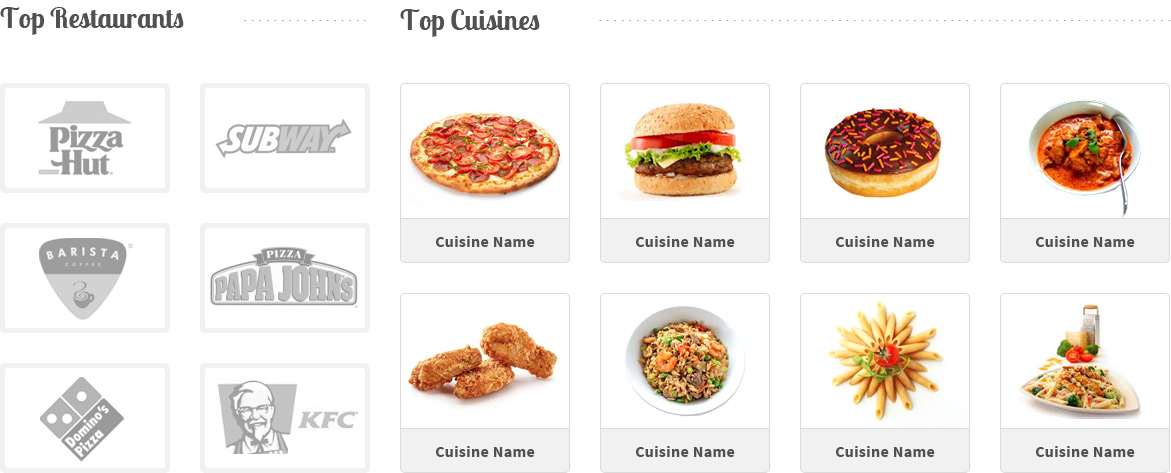 Top Restaurants
Top Cuisines
Pizza
Hut
SUBWAY
BARISTA
COFFEE
PIZZA
PAPA JOHN'S
Domino's
Pizza
KFC
Cuisine Name
Cuisine Name
Cuisine Name
Cuisine Name
Cuisine Name
Cuisine Name
Cuisine Name
Cuisine Name